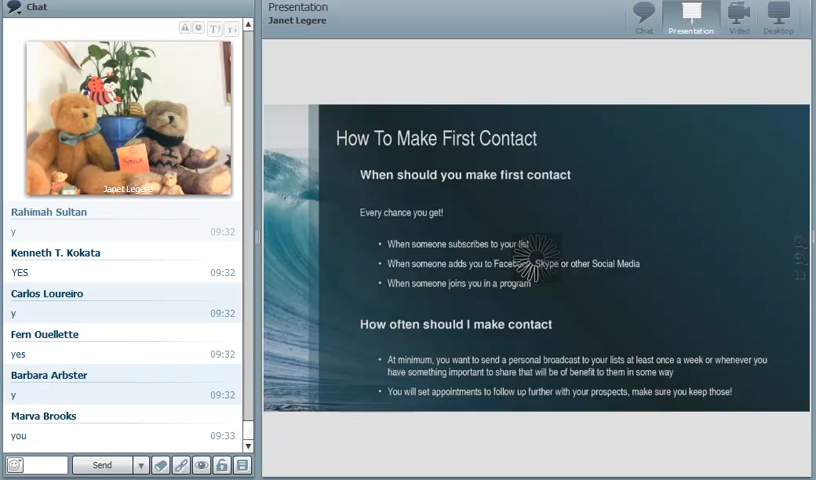 Chat
Janet Legere
Rahimah Sultan
y 09:32
Kenneth T. Kokata
YES 09:32
Carlos Loureiro
y 09:32
Fern Ouellette
yes 09:32
Barbara Arbster
y 09:32
Marva Brooks
you 09:33
Send
Presentation
Janet Legere
Chat
Presentation
Video
Desktop
How To Make First Contact
When should you make first contact
Every chance you get!
• When someone subscribes to your list
• When someone adds you to Facebook, Skype or other Social Media
• When someone joins you in a program
How often should I make contact
• At minimum, you want to send a personal broadcast to your lists at least once a week or whenever you
have something important to share that will be of benefit to them in some way
• You will set appointments to follow up further with your prospects, make sure you keep those!